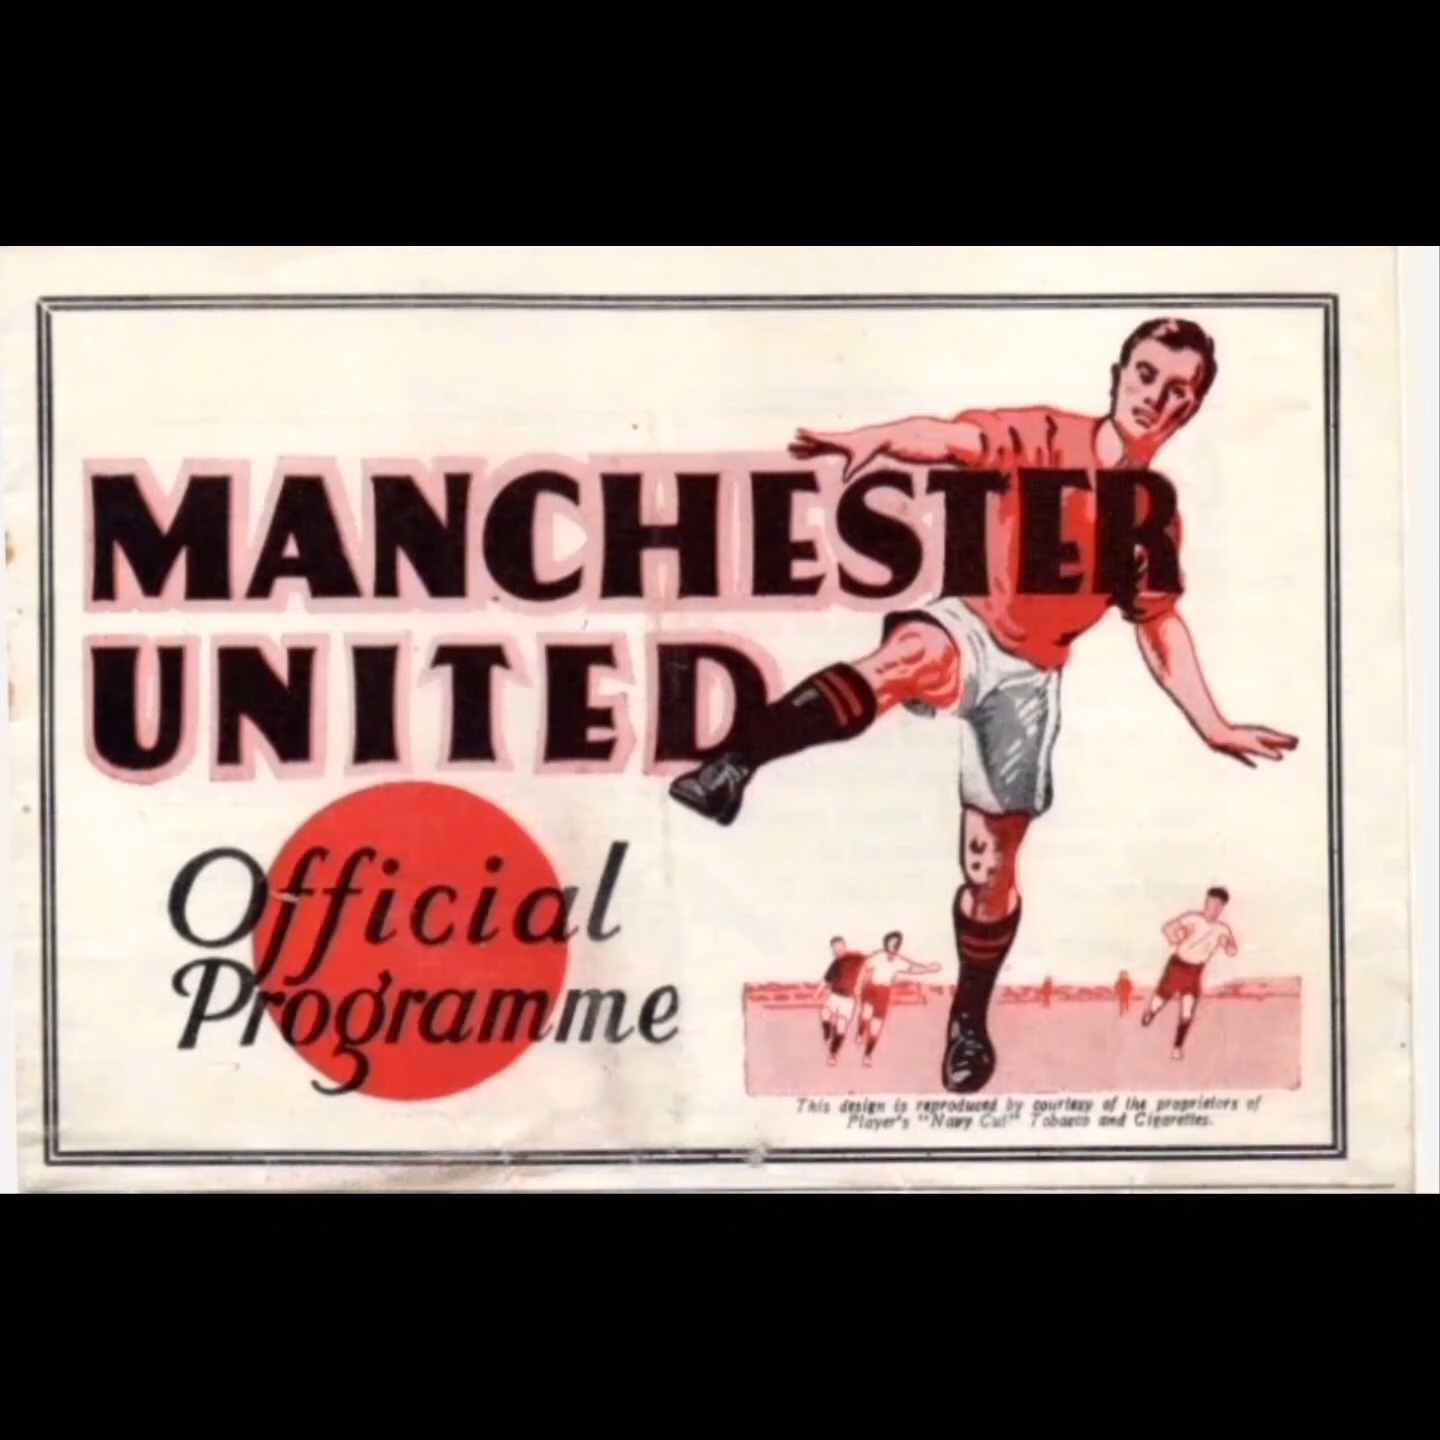 MANCHESTER
UNITED
Official
Programme
This design is reproduced by courtesy of the proprietors of
Player's "Navy Cut" Tobacco and Cigarettes.